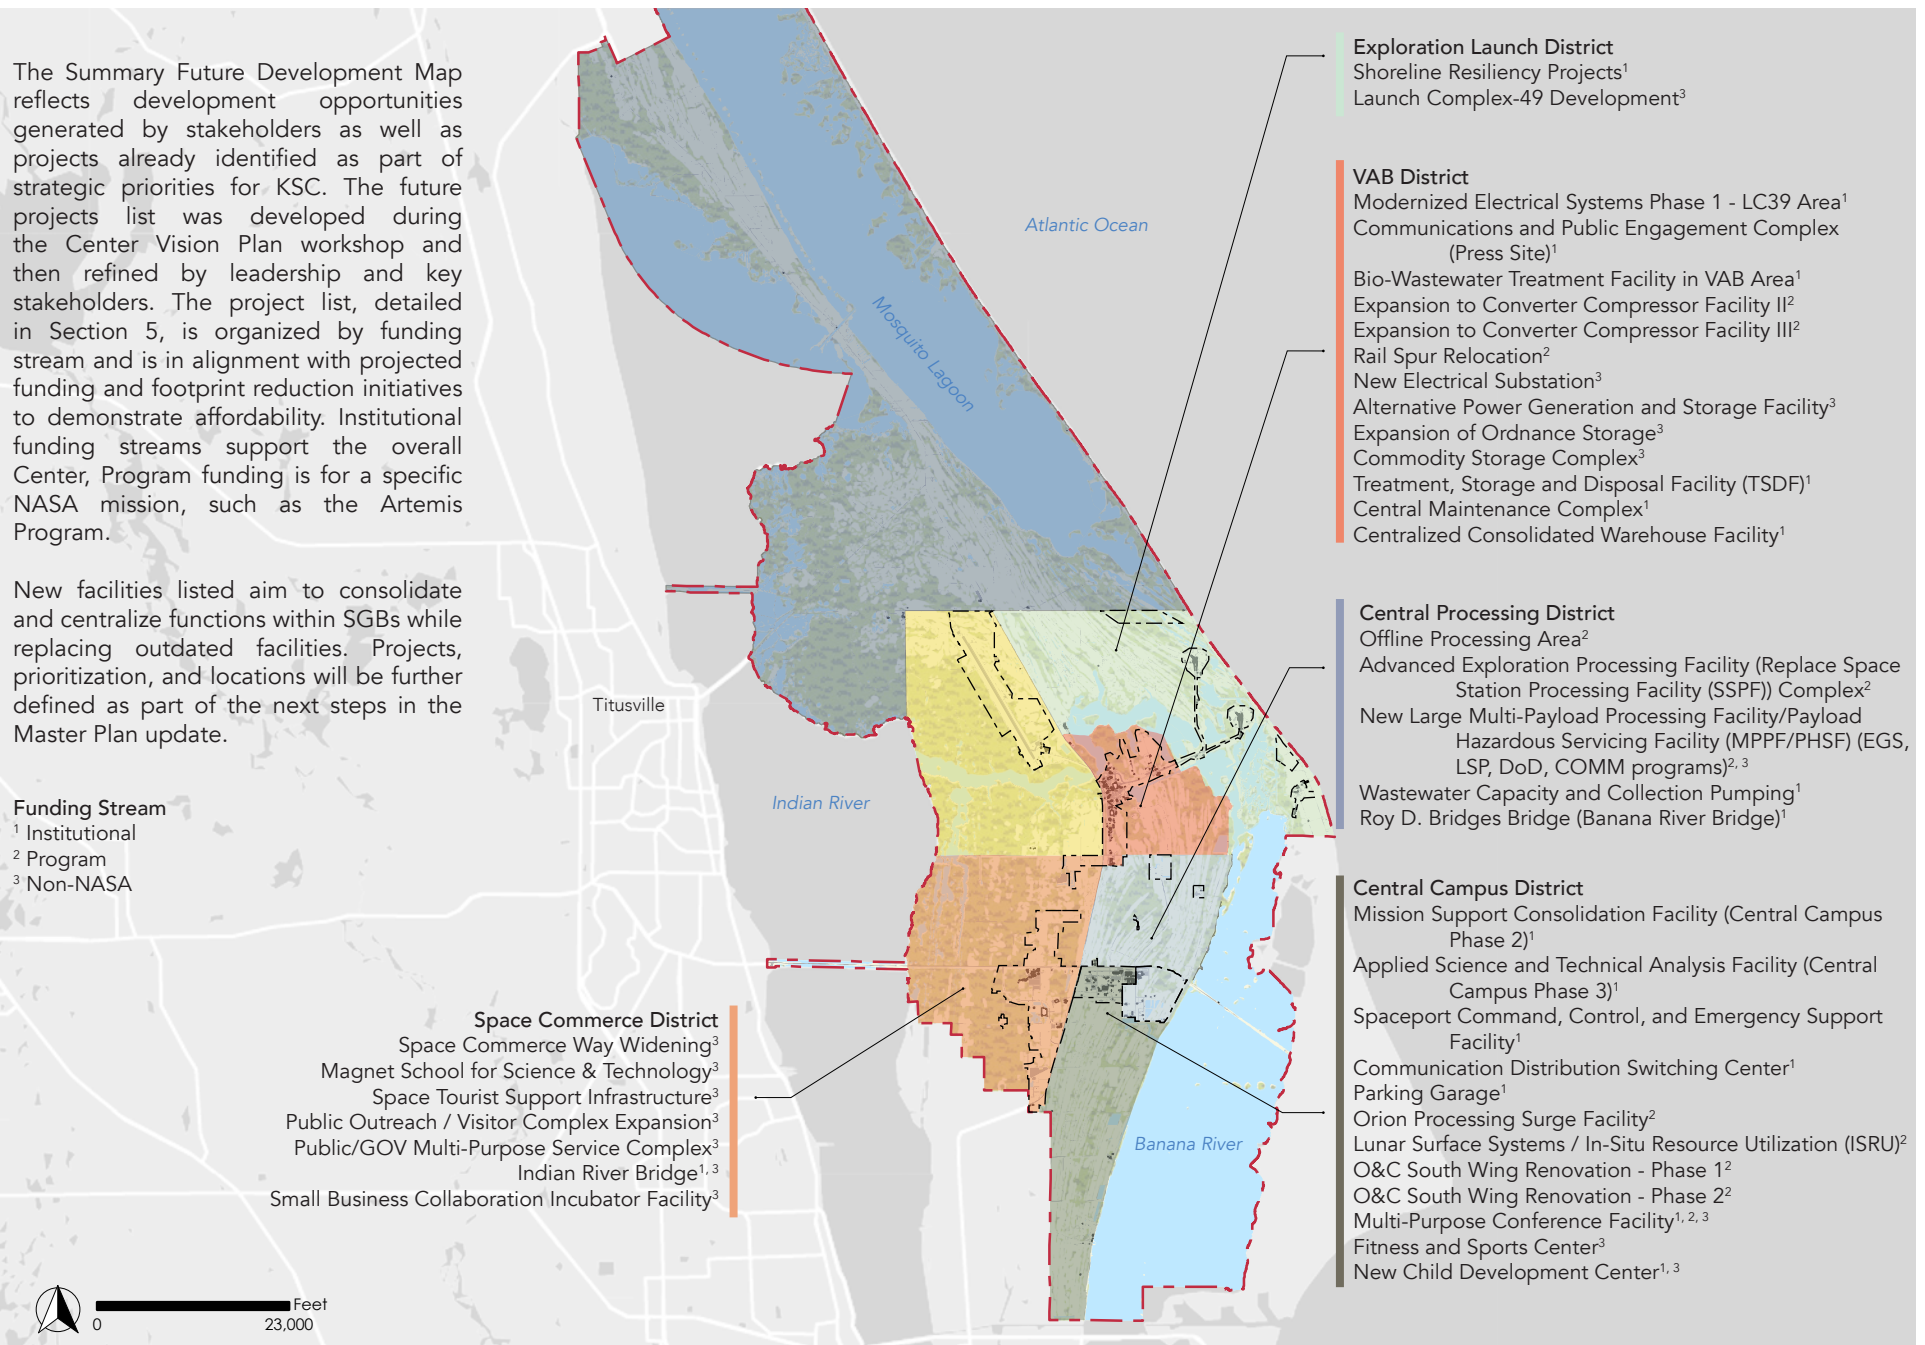 The Summary Future Development Map
reflects development opportunities
generated by stakeholders as well as
projects already identified as part of
strategic priorities for KSC. The future
projects list was developed during
the Center Vision Plan workshop and
then refined by leadership and key
stakeholders. The project list, detailed
in Section 5, is organized by funding
stream and is in alignment with projected
funding and footprint reduction initiatives
to demonstrate affordability. Institutional
funding streams support the overall
Center, Program funding is for a specific
NASA mission, such as the Artemis
Program.
New facilities listed aim to consolidate
and centralize functions within SGBs while
replacing outdated facilities. Projects,
prioritization, and locations will be further
defined as part of the next steps in the
Master Plan update.
Funding Stream
¹ Institutional
² Program
³ Non-NASA
Atlantic Ocean
Mosquito Lagoon
Titusville
Indian River
Banana River
Exploration Launch District
Shoreline Resiliency Projects¹
Launch Complex-49 Development³
VAB District
Modernized Electrical Systems Phase 1 - LC39 Area¹
Communications and Public Engagement Complex
(Press Site)¹
Bio-Wastewater Treatment Facility in VAB Area¹
Expansion to Converter Compressor Facility II²
Expansion to Converter Compressor Facility III²
Rail Spur Relocation²
New Electrical Substation³
Alternative Power Generation and Storage Facility³
Expansion of Ordnance Storage³
Commodity Storage Complex³
Treatment, Storage and Disposal Facility (TSDF)¹
Central Maintenance Complex¹
Centralized Consolidated Warehouse Facility¹
Central Processing District
Offline Processing Area²
Advanced Exploration Processing Facility (Replace Space
Station Processing Facility (SSPF)) Complex²
New Large Multi-Payload Processing Facility/Payload
Hazardous Servicing Facility (MPPF/PHSF) (EGS,
LSP, DoD, COMM programs)²˒ ³
Wastewater Capacity and Collection Pumping¹
Roy D. Bridges Bridge (Banana River Bridge)¹
Central Campus District
Mission Support Consolidation Facility (Central Campus
Phase 2)¹
Applied Science and Technical Analysis Facility (Central
Campus Phase 3)¹
Spaceport Command, Control, and Emergency Support
Facility¹
Communication Distribution Switching Center¹
Parking Garage¹
Orion Processing Surge Facility²
Lunar Surface Systems / In-Situ Resource Utilization (ISRU)²
O&C South Wing Renovation - Phase 1²
O&C South Wing Renovation - Phase 2²
Multi-Purpose Conference Facility¹˒ ²˒ ³
Fitness and Sports Center³
New Child Development Center¹˒ ³
Space Commerce District
Space Commerce Way Widening³
Magnet School for Science & Technology³
Space Tourist Support Infrastructure³
Public Outreach / Visitor Complex Expansion³
Public/GOV Multi-Purpose Service Complex³
Indian River Bridge¹˒ ³
Small Business Collaboration Incubator Facility³
Feet
0 23,000